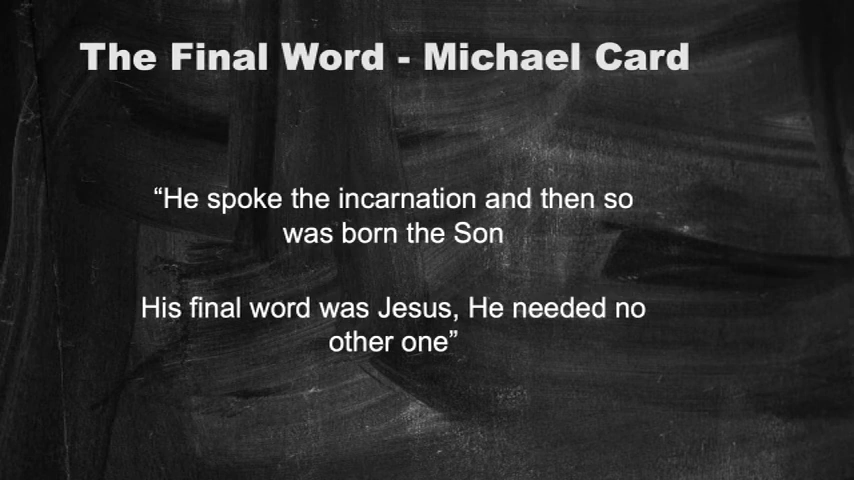 The Final Word - Michael Card
“He spoke the incarnation and then so
was born the Son
His final word was Jesus, He needed no
other one”